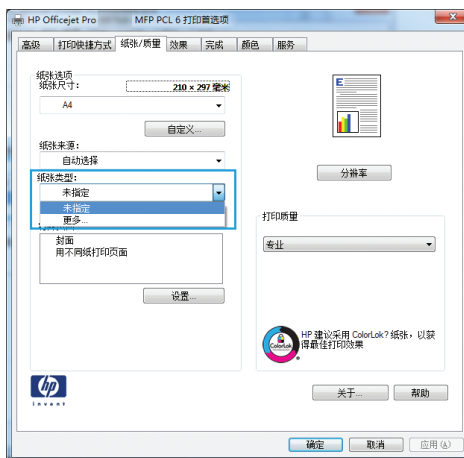 HP Officejet Pro MFP PCL 6 打印首选项
高级 打印快捷方式 纸张/质量 效果 完成 颜色 服务
纸张选项
纸张尺寸: 210 × 297 毫米
A4
自定义...
纸张来源:
自动选择
纸张类型:
未指定
未指定
更多...
封面
用不同纸打印页面
设置...
E
分辨率
打印质量
专业
ColorLok
HP 建议采用 ColorLok? 纸张，以获
得最佳打印效果
hp
invent
关于... 帮助
确定 取消 应用(A)